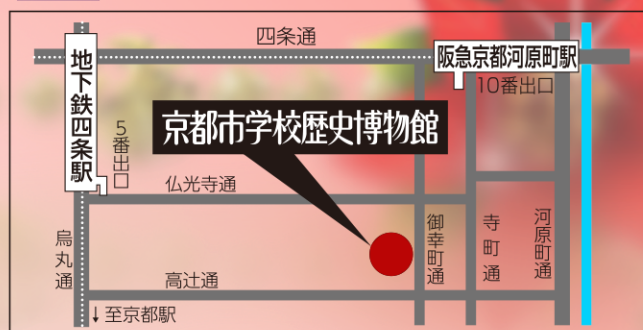 四条通
阪急京都河原町駅
10番出口
地下鉄四条駅
5番出口
京都市学校歴史博物館
仏光寺通
烏丸通
御幸町通
寺町通
河原町通
高辻通
↓至京都駅